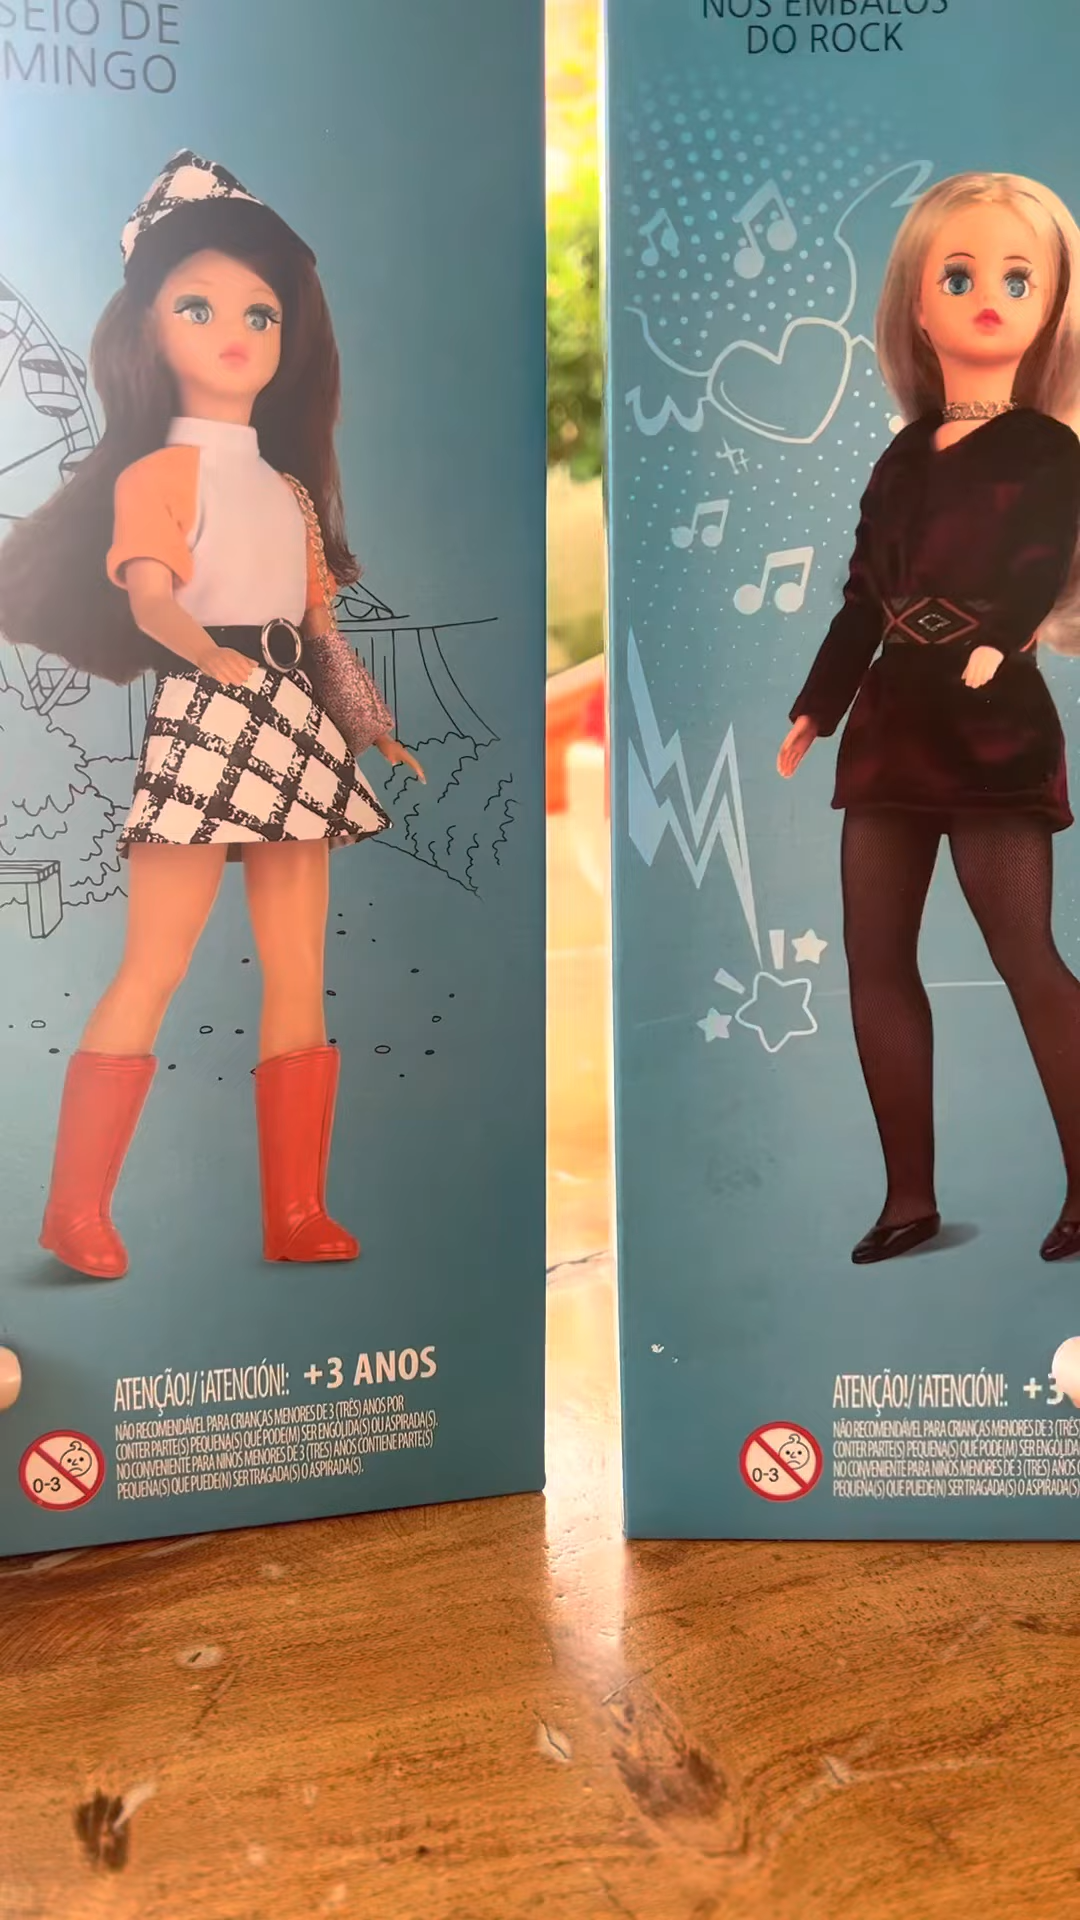 SEIO DE
MINGO
ATENÇÃO!/ ¡ATENCIÓN!: +3 ANOS
NÃO RECOMENDÁVEL PARA CRIANÇAS MENORES DE 3 (TRÊS) ANOS POR
CONTER PARTE(S) PEQUENA(S) QUE PODE(M) SER ENGOLIDA(S) OU ASPIRADA(S).
NO CONVENIENTE PARA NIÑOS MENORES DE 3 (TRES) AÑOS CONTIENE PARTE(S)
PEQUEÑA(S) QUE PUEDE(N) SER TRAGADA(S) O ASPIRADA(S).
0-3
NOS EMBALOS
DO ROCK
ATENÇÃO!/ ¡ATENCIÓN!: +3
NÃO RECOMENDÁVEL PARA CRIANÇAS MENORES DE 3 (TRÊS
CONTER PARTE(S) PEQUENA(S) QUE PODE(M) SER ENGOLIDA
NO CONVENIENTE PARA NIÑOS MENORES DE 3 (TRES) AÑOS
PEQUEÑA(S) QUE PUEDE(N) SER TRAGADA(S) O ASPIRADA(S
0-3